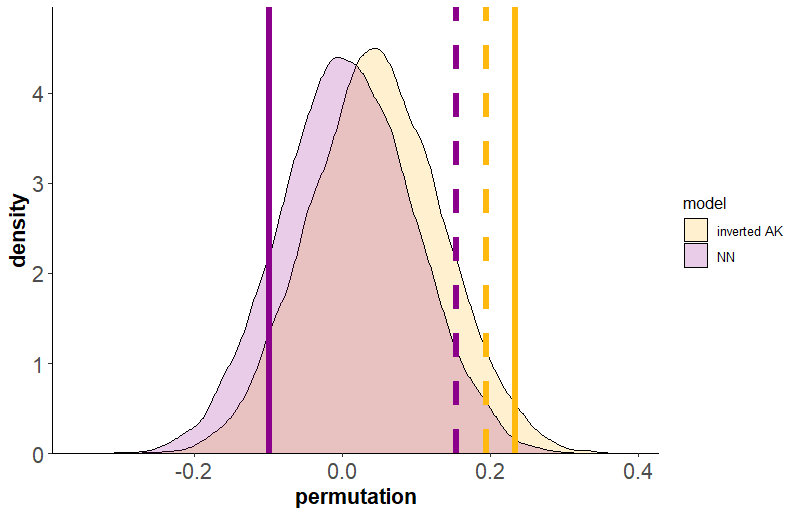 density
4
3
2
1
0
-0.2 0.0 0.2 0.4
permutation
model
inverted AK
NN